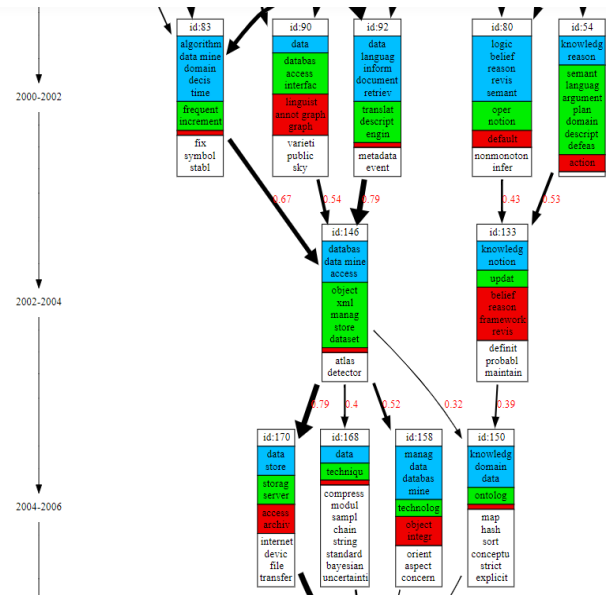 id:83
algorithm
data mine
domain
decis
time
frequent
increment
fix
symbol
stabl
id:90
data
databas
access
interfac
linguist
annot graph
graph
varieti
public
sky
id:92
data
languag
inform
document
retriev
translat
descript
engin
metadata
event
id:80
logic
belief
reason
revis
semant
oper
notion
default
nonmonoton
infer
id:54
knowledg
reason
semant
languag
argument
plan
domain
descript
defeas
action
2000-2002
0.67
0.54
0.79
0.43
0.53
id:146
databas
data mine
access
object
xml
manag
store
dataset
atlas
detector
id:133
knowledg
notion
updat
belief
reason
framework
revis
definit
probabl
maintain
2002-2004
0.79
0.4
0.52
0.32
0.39
id:170
data
store
storag
server
access
archiv
internet
devic
file
transfer
id:168
data
techniqu
compress
modul
sampl
chain
string
standard
bayesian
uncertainti
id:158
manag
data
databas
mine
technolog
object
integr
orient
aspect
concern
id:150
knowledg
domain
data
ontolog
map
hash
sort
conceptu
strict
explicit
2004-2006